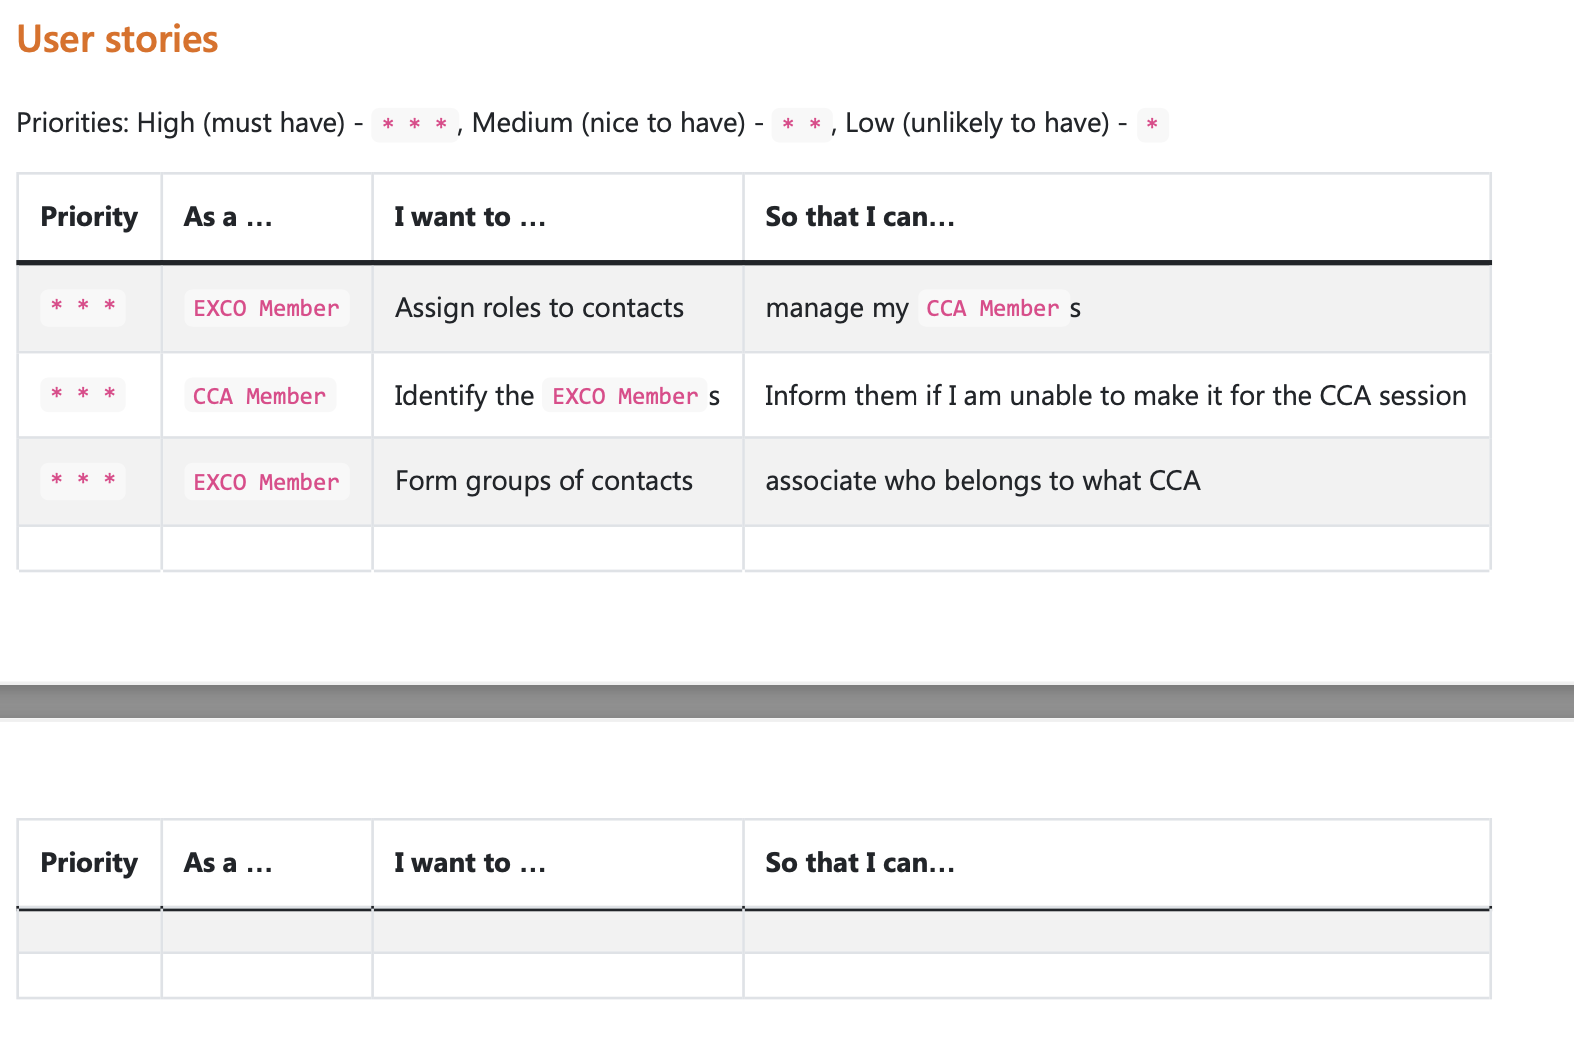 User stories
Priorities: High (must have) - * * *, Medium (nice to have) - * *, Low (unlikely to have) - *
Priority As a … I want to … So that I can…
* * * EXCO Member Assign roles to contacts manage my CCA Member s
* * * CCA Member Identify the EXCO Member s Inform them if I am unable to make it for the CCA session
* * * EXCO Member Form groups of contacts associate who belongs to what CCA
Priority As a … I want to … So that I can…